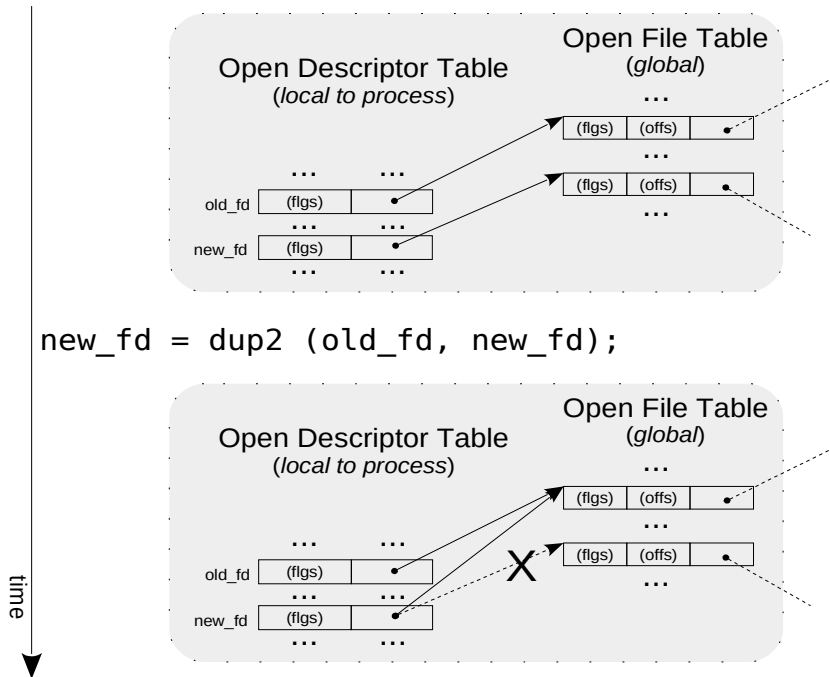 Open File Table
(global)
Open Descriptor Table
(local to process)
...
(flgs) (offs)
...
(flgs) (offs)
...
... ...
old_fd (flgs)
... ...
new_fd (flgs)
... ...
new_fd = dup2 (old_fd, new_fd);
Open File Table
(global)
Open Descriptor Table
(local to process)
...
(flgs) (offs)
...
(flgs) (offs)
...
X
... ...
old_fd (flgs)
... ...
new_fd (flgs)
... ...
time